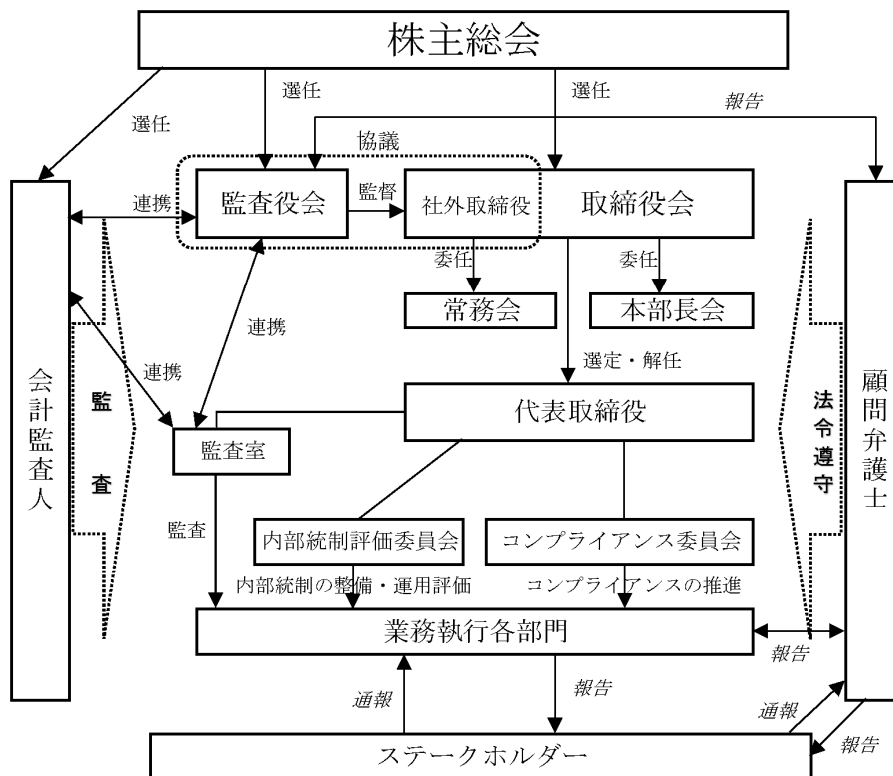 株主総会
選任
選任
選任
報告
協議
監査役会
監督
社外取締役
取締役会
連携
委任
委任
常務会
本部長会
連携
連携
選定・解任
会計監査人
監査
代表取締役
法令遵守
顧問弁護士
監査室
監査
内部統制評価委員会
コンプライアンス委員会
内部統制の整備・運用評価
コンプライアンスの推進
業務執行各部門
報告
通報
報告
通報
報告
ステークホルダー